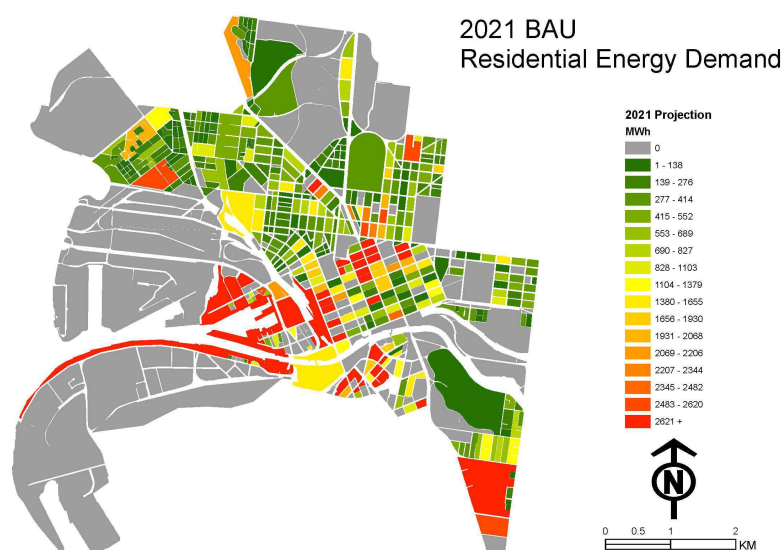 2021 BAU
Residential Energy Demand
2021 Projection
MWh
0
1 - 138
139 - 276
277 - 414
415 - 552
553 - 689
690 - 827
828 - 1103
1104 - 1379
1380 - 1655
1656 - 1930
1931 - 2068
2069 - 2206
2207 - 2344
2345 - 2482
2483 - 2620
2621 +
N
0 0.5 1 2
KM